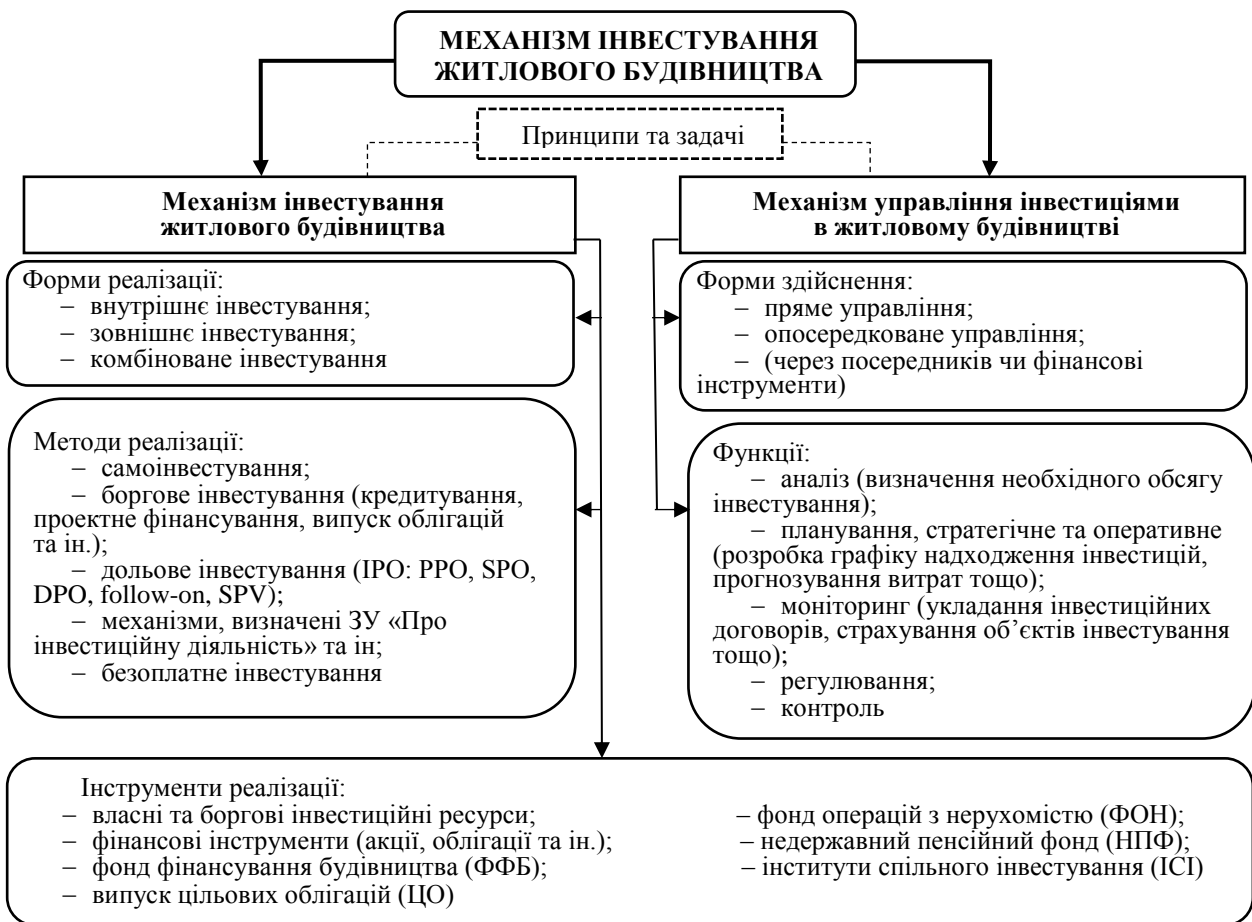 МЕХАНІЗМ ІНВЕСТУВАННЯ
ЖИТЛОВОГО БУДІВНИЦТВА
Принципи та задачі
Механізм інвестування
житлового будівництва
Форми реалізації:
– внутрішнє інвестування;
– зовнішнє інвестування;
– комбіноване інвестування
Методи реалізації:
– самоінвестування;
– боргове інвестування (кредитування,
проектне фінансування, випуск облігацій
та ін.);
– дольове інвестування (IPO: PPO, SPO,
DPO, follow-on, SPV);
– механізми, визначені ЗУ «Про
інвестиційну діяльність» та ін;
– безоплатне інвестування
Механізм управління інвестиціями
в житловому будівництві
Форми здійснення:
– пряме управління;
– опосередковане управління;
– (через посередників чи фінансові
інструменти)
Функції:
– аналіз (визначення необхідного обсягу
інвестування);
– планування, стратегічне та оперативне
(розробка графіку надходження інвестицій,
прогнозування витрат тощо);
– моніторинг (укладання інвестиційних
договорів, страхування об’єктів інвестування
тощо);
– регулювання;
– контроль
Інструменти реалізації:
– власні та боргові інвестиційні ресурси;
– фінансові інструменти (акції, облігації та ін.);
– фонд фінансування будівництва (ФФБ);
– випуск цільових облігацій (ЦО)
– фонд операцій з нерухомістю (ФОН);
– недержавний пенсійний фонд (НПФ);
– інститути спільного інвестування (ІСІ)